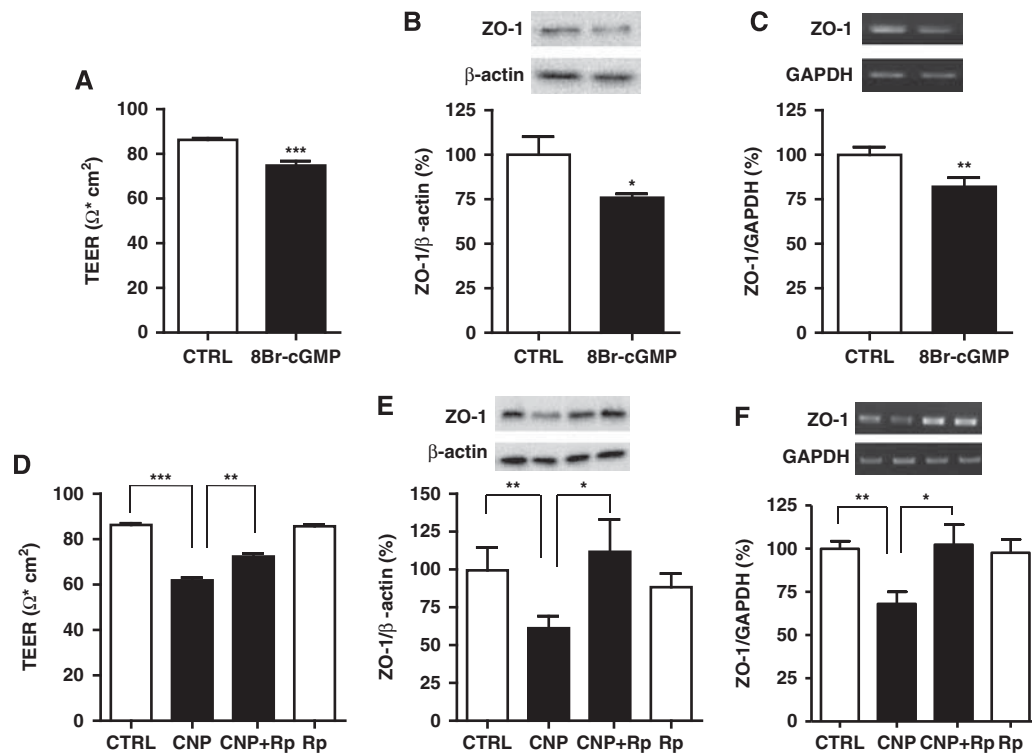 A
TEER (Ω* cm²)
100
80
60
40
20
0
***
CTRL 8Br-cGMP
B
ZO-1
β-actin
ZO-1/β -actin (%)
125
100
75
50
25
0
*
CTRL 8Br-cGMP
C
ZO-1
GAPDH
ZO-1/GAPDH (%)
125
100
75
50
25
0
**
CTRL 8Br-cGMP
D
TEER (Ω* cm²)
100
80
60
40
20
0
*** **
CTRL CNP CNP+Rp Rp
E
ZO-1
β-actin
ZO-1/β -actin (%)
150
125
100
75
50
25
0
** *
CTRL CNP CNP+Rp Rp
F
ZO-1
GAPDH
ZO-1/GAPDH (%)
125
100
75
50
25
0
** *
CTRL CNP CNP+Rp Rp